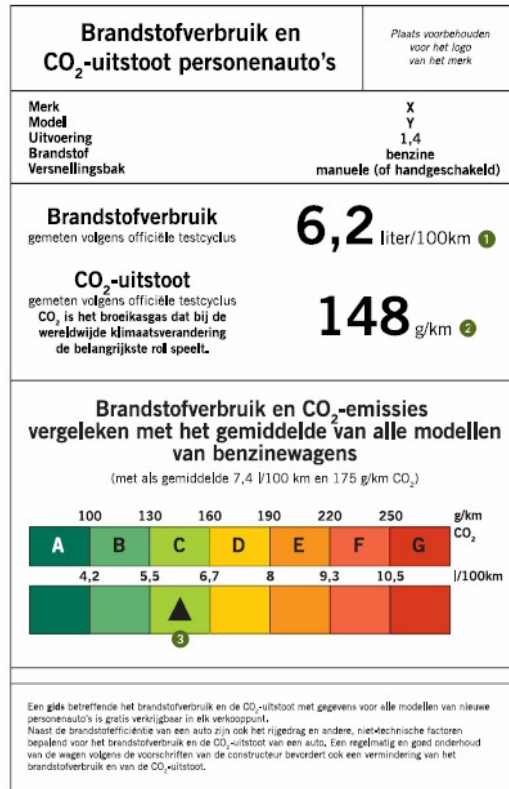 Brandstofverbruik en
CO₂-uitstoot personenauto's
Plaats voorbehouden
voor het logo
van het merk
Merk X
Model Y
Uitvoering 1,4
Brandstof benzine
Versnellingsbak manuele (of handgeschakeld)
Brandstofverbruik
gemeten volgens officiële testcyclus
6,2 liter/100km 1
CO₂-uitstoot
gemeten volgens officiële testcyclus
CO₂ is het broeikasgas dat bij de
wereldwijde klimaatsverandering
de belangrijkste rol speelt.
148 g/km 2
Brandstofverbruik en CO₂-emissies
vergeleken met het gemiddelde van alle modellen
van benzinewagens
(met als gemiddelde 7,4 l/100 km en 175 g/km CO₂)
100 130 160 190 220 250 g/km
A B C D E F G CO₂
4,2 5,5 6,7 8 9,3 10,5 l/100km
3
Een gids betreffende het brandstofverbruik en de CO₂-uitstoot met gegevens voor alle modellen van nieuwe
personenauto's is gratis verkrijgbaar in elk verkooppunt.
Naast de brandstofefficiëntie van een auto zijn ook het rijgedrag en andere, niet-technische factoren
bepalend voor het brandstofverbruik en de CO₂-uitstoot van een auto. Een regelmatig en goed onderhoud
van de wagen volgens de voorschriften van de constructeur bevordert ook een vermindering van het
brandstofverbruik en van de CO₂-uitstoot.